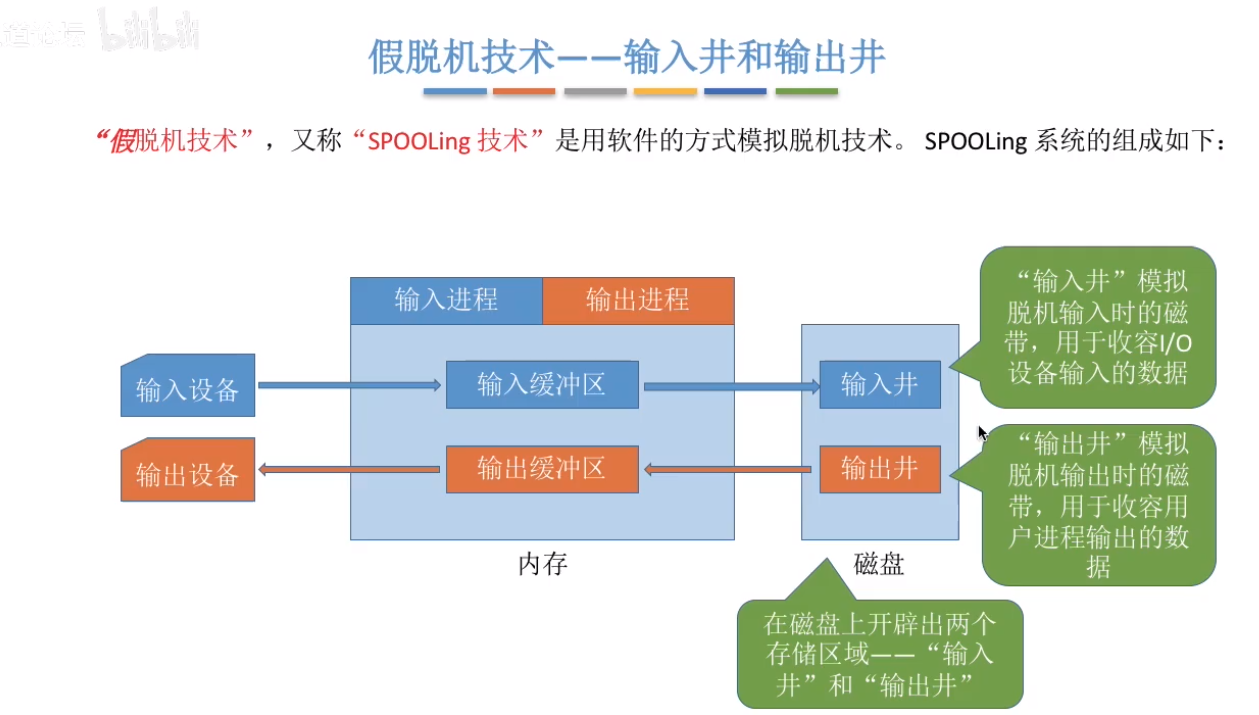 bilibili
假脱机技术——输入井和输出井
“假脱机技术”，又称“SPOOLing 技术”是用软件的方式模拟脱机技术。SPOOLing 系统的组成如下：
输入进程
输出进程
“输入井”模拟
脱机输入时的磁
带，用于收容I/O
设备输入的数据
输入设备
输入缓冲区
输入井
输出设备
输出缓冲区
输出井
“输出井”模拟
脱机输出时的磁
带，用于收容用
户进程输出的数
据
内存
磁盘
在磁盘上开辟出两个
存储区域——“输入
井”和“输出井”